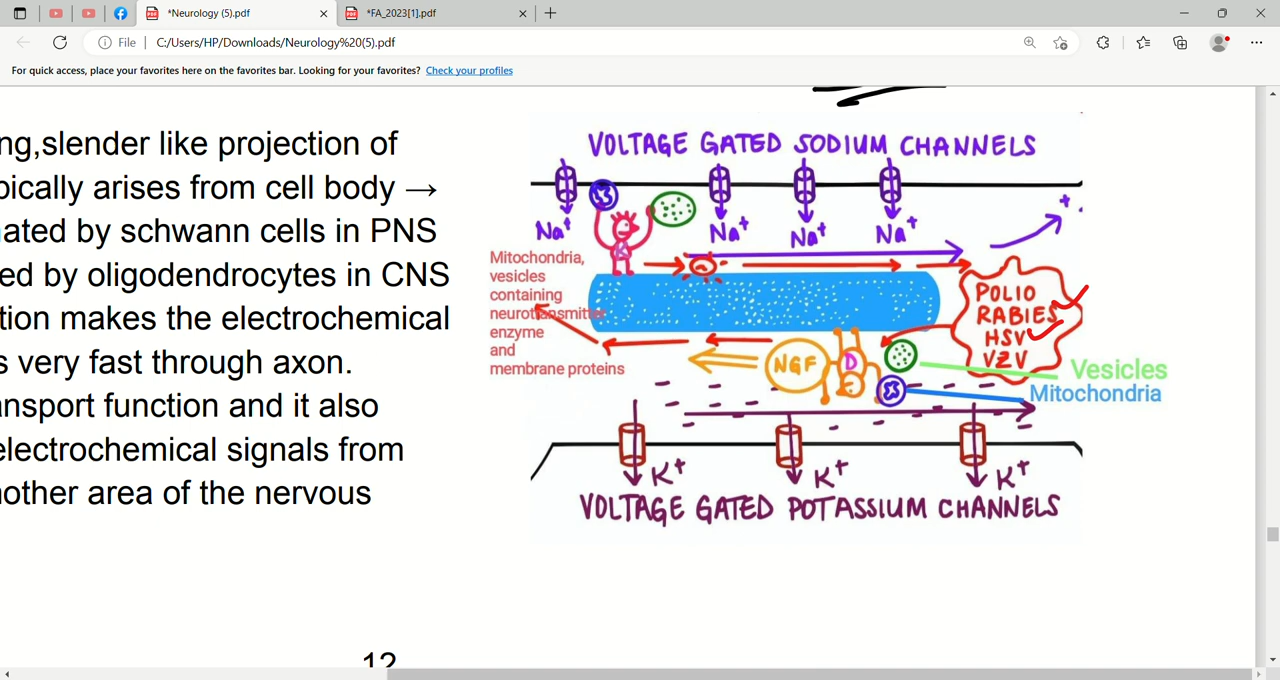 *Neurology (5).pdf
*FA_2023[1].pdf
File
C:/Users/HP/Downloads/Neurology%20(5).pdf
For quick access, place your favorites here on the favorites bar. Looking for your favorites? Check your profiles
ng,slender like projection of
pically arises from cell body →
ated by schwann cells in PNS
ed by oligodendrocytes in CNS
tion makes the electrochemical
s very fast through axon.
ansport function and it also
electrochemical signals from
nother area of the nervous
12
VOLTAGE GATED SODIUM CHANNELS
Na+ Na+ Na+ Na+
+
Mitochondria,
vesicles
containing
neurotransmitter
enzyme
and
membrane proteins
POLIO
RABIES
HSV
VZV
NGF
D
Vesicles
Mitochondria
K+ K+ K+
VOLTAGE GATED POTASSIUM CHANNELS